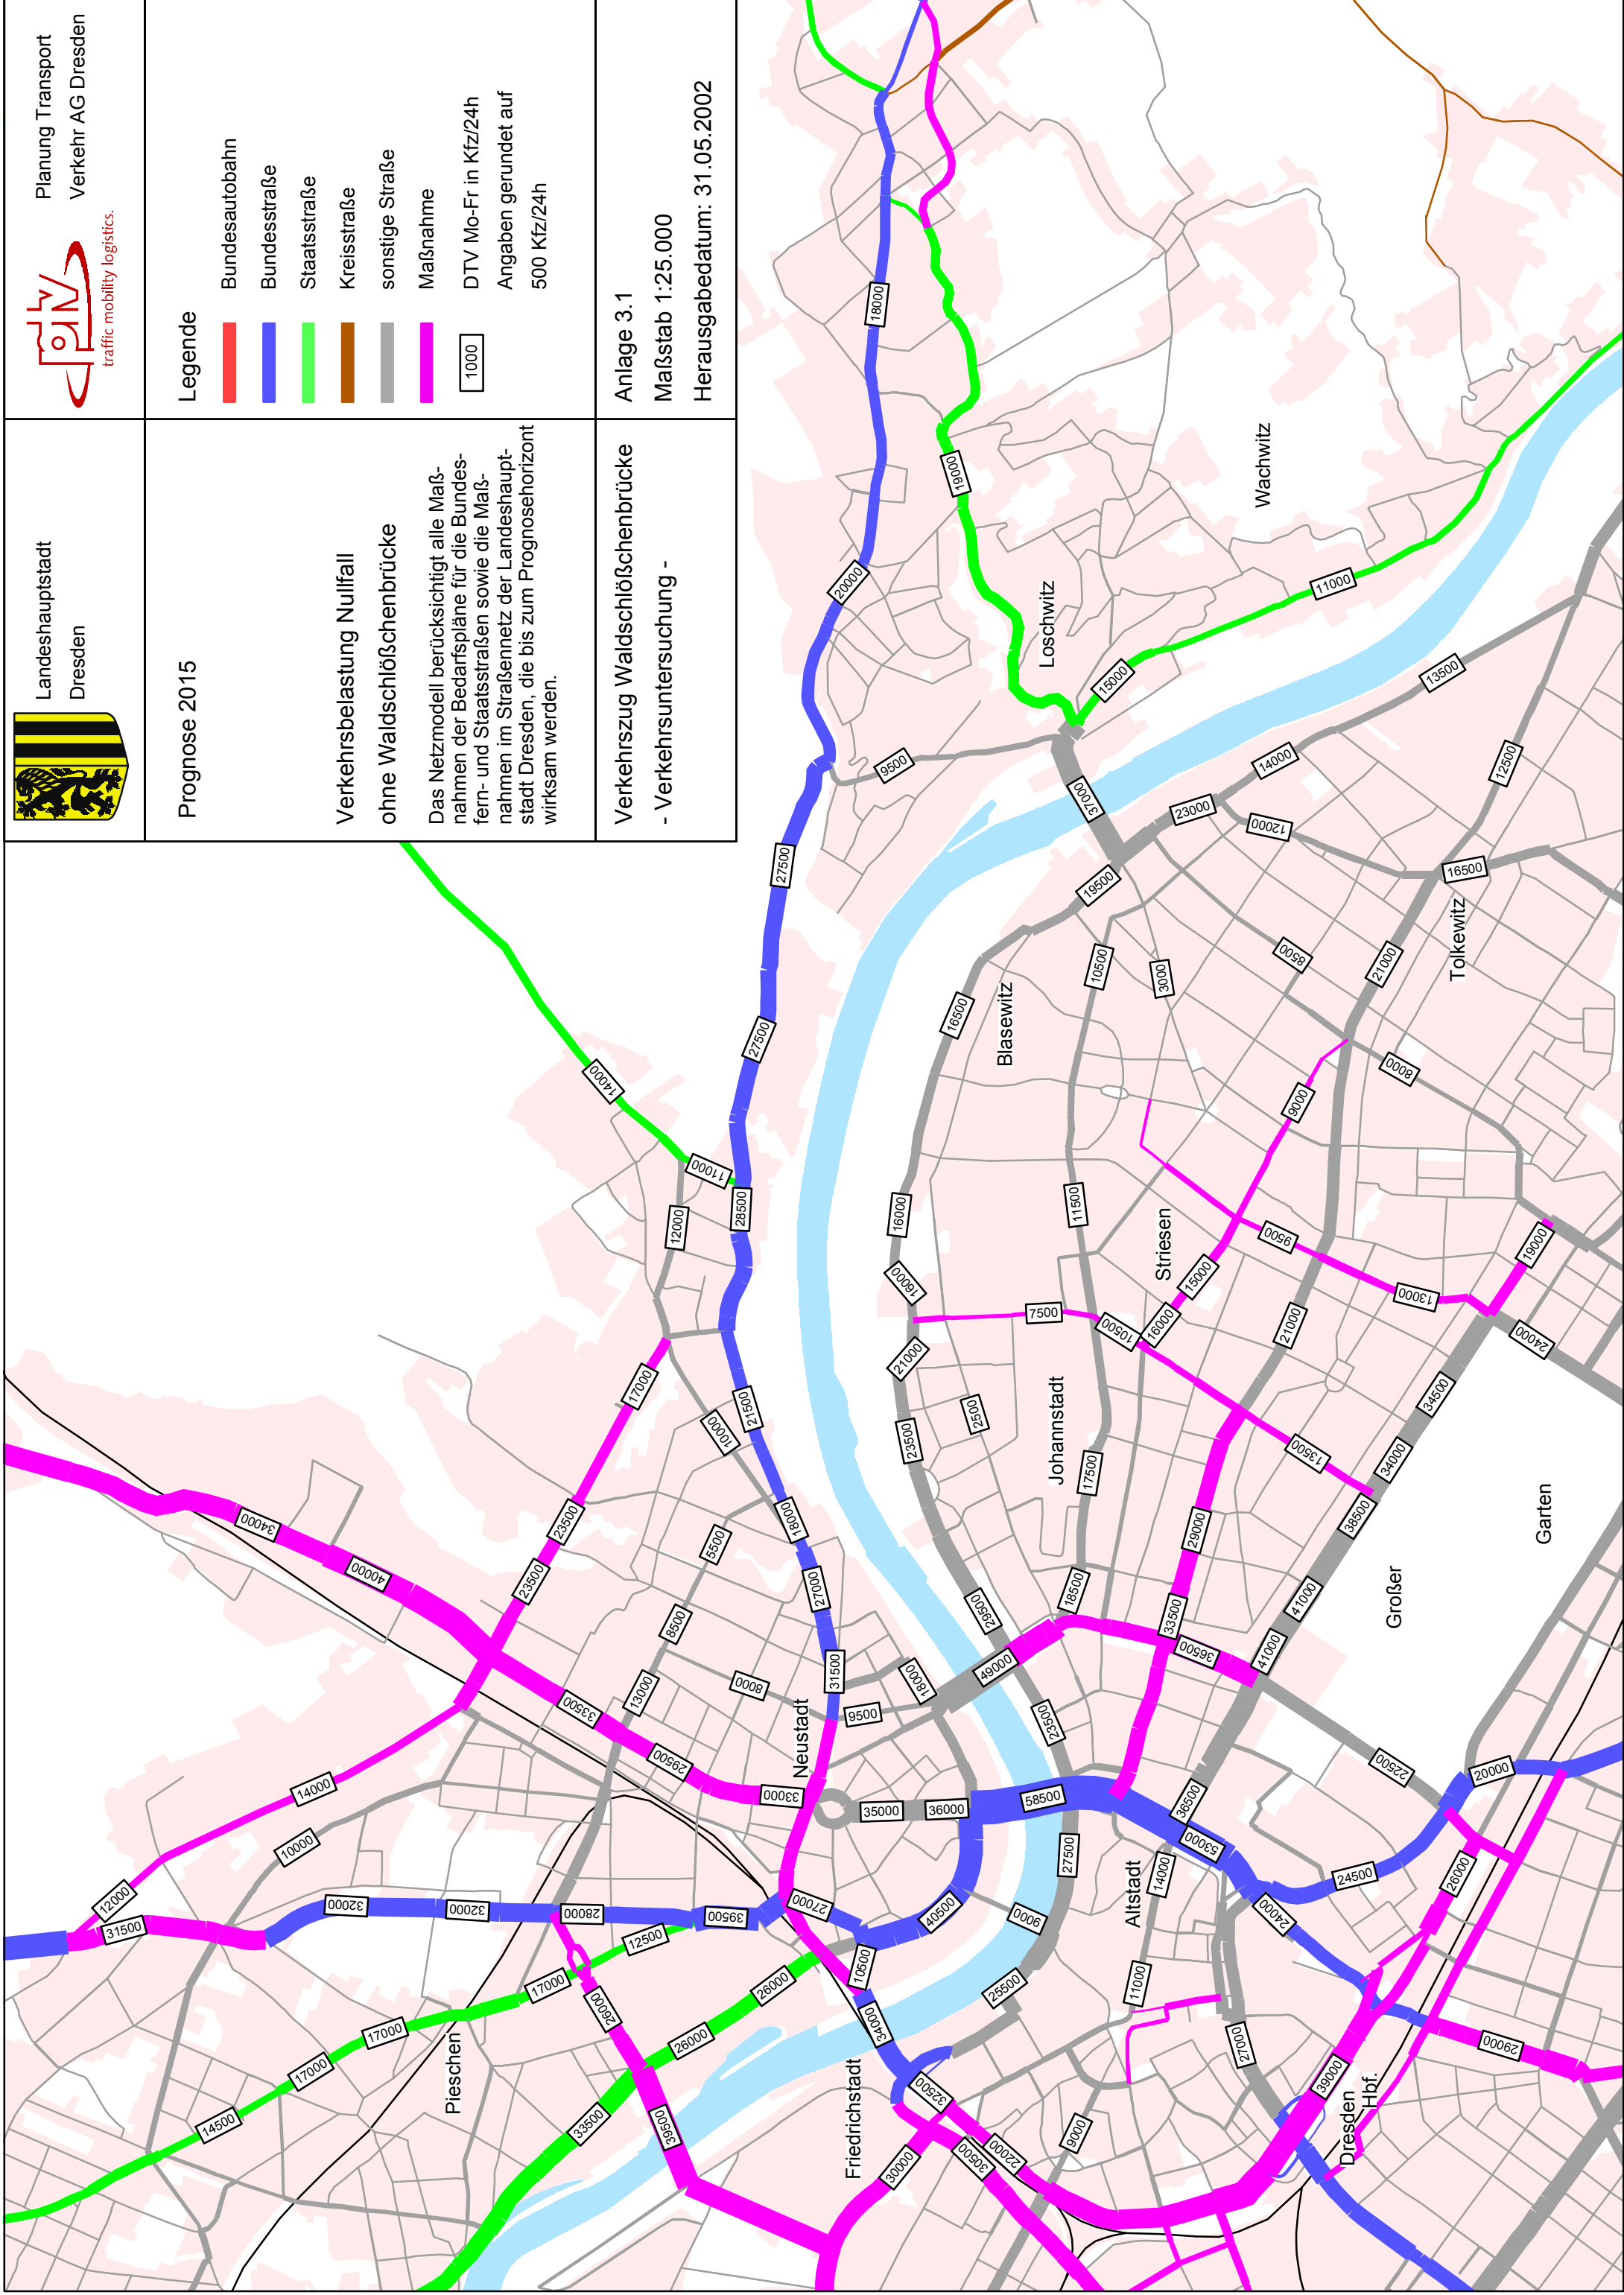 Landeshauptstadt
Dresden
Planung Transport
Verkehr AG Dresden
ptv
traffic mobility logistics.
Prognose 2015
Verkehrsbelastung Nullfall
ohne Waldschlößchenbrücke
Das Netzmodell berücksichtigt alle Maß-
nahmen der Bedarfspläne für die Bundes-
fern- und Staatsstraßen sowie die Maß-
nahmen im Straßennetz der Landeshaupt-
stadt Dresden, die bis zum Prognosehorizont
wirksam werden.
Legende
Bundesautobahn
Bundesstraße
Staatsstraße
Kreisstraße
sonstige Straße
Maßnahme
1000
DTV Mo-Fr in Kfz/24h
Angaben gerundet auf
500 Kfz/24h
Verkehrszug Waldschlößchenbrücke
- Verkehrsuntersuchung -
Anlage 3.1
Maßstab 1:25.000
Herausgabedatum: 31.05.2002
34000
40000
23500
23500
17000
33500
29500
33000
14000
12000
31500
10000
32000
32000
28000
39500
12500
17000
17000
17000
14500
Pieschen
26000
26000
26000
33500
39500
13000
8500
5500
8000
10000
12000
11000
14000
28500
27500
27500
21500
18000
27000
31500
Neustadt
9500
18000
35000
36000
27000
40500
10500
34000
Friedrichstadt
32500
30000
30500
22000
9000
25500
9000
27500
58500
49000
23500
29500
23500
21000
16000
16000
16500
19500
Blasewitz
2500
7500
Johannstadt
17500
18500
11500
10500
3000
10500
16000
15000
Striesen
9000
9500
13000
19000
24000
33500
29000
36500
21000
13500
34500
34000
38500
41000
41000
36500
53000
14000
Altstadt
11000
27000
24000
24500
22500
20000
26000
29000
39000
Dresden
Hbf.
Großer
Garten
8500
8000
21000
Tolkewitz
16500
12500
12000
23000
14000
13500
37000
15000
11000
Loschwitz
Wachwitz
9500
20000
19000
18000